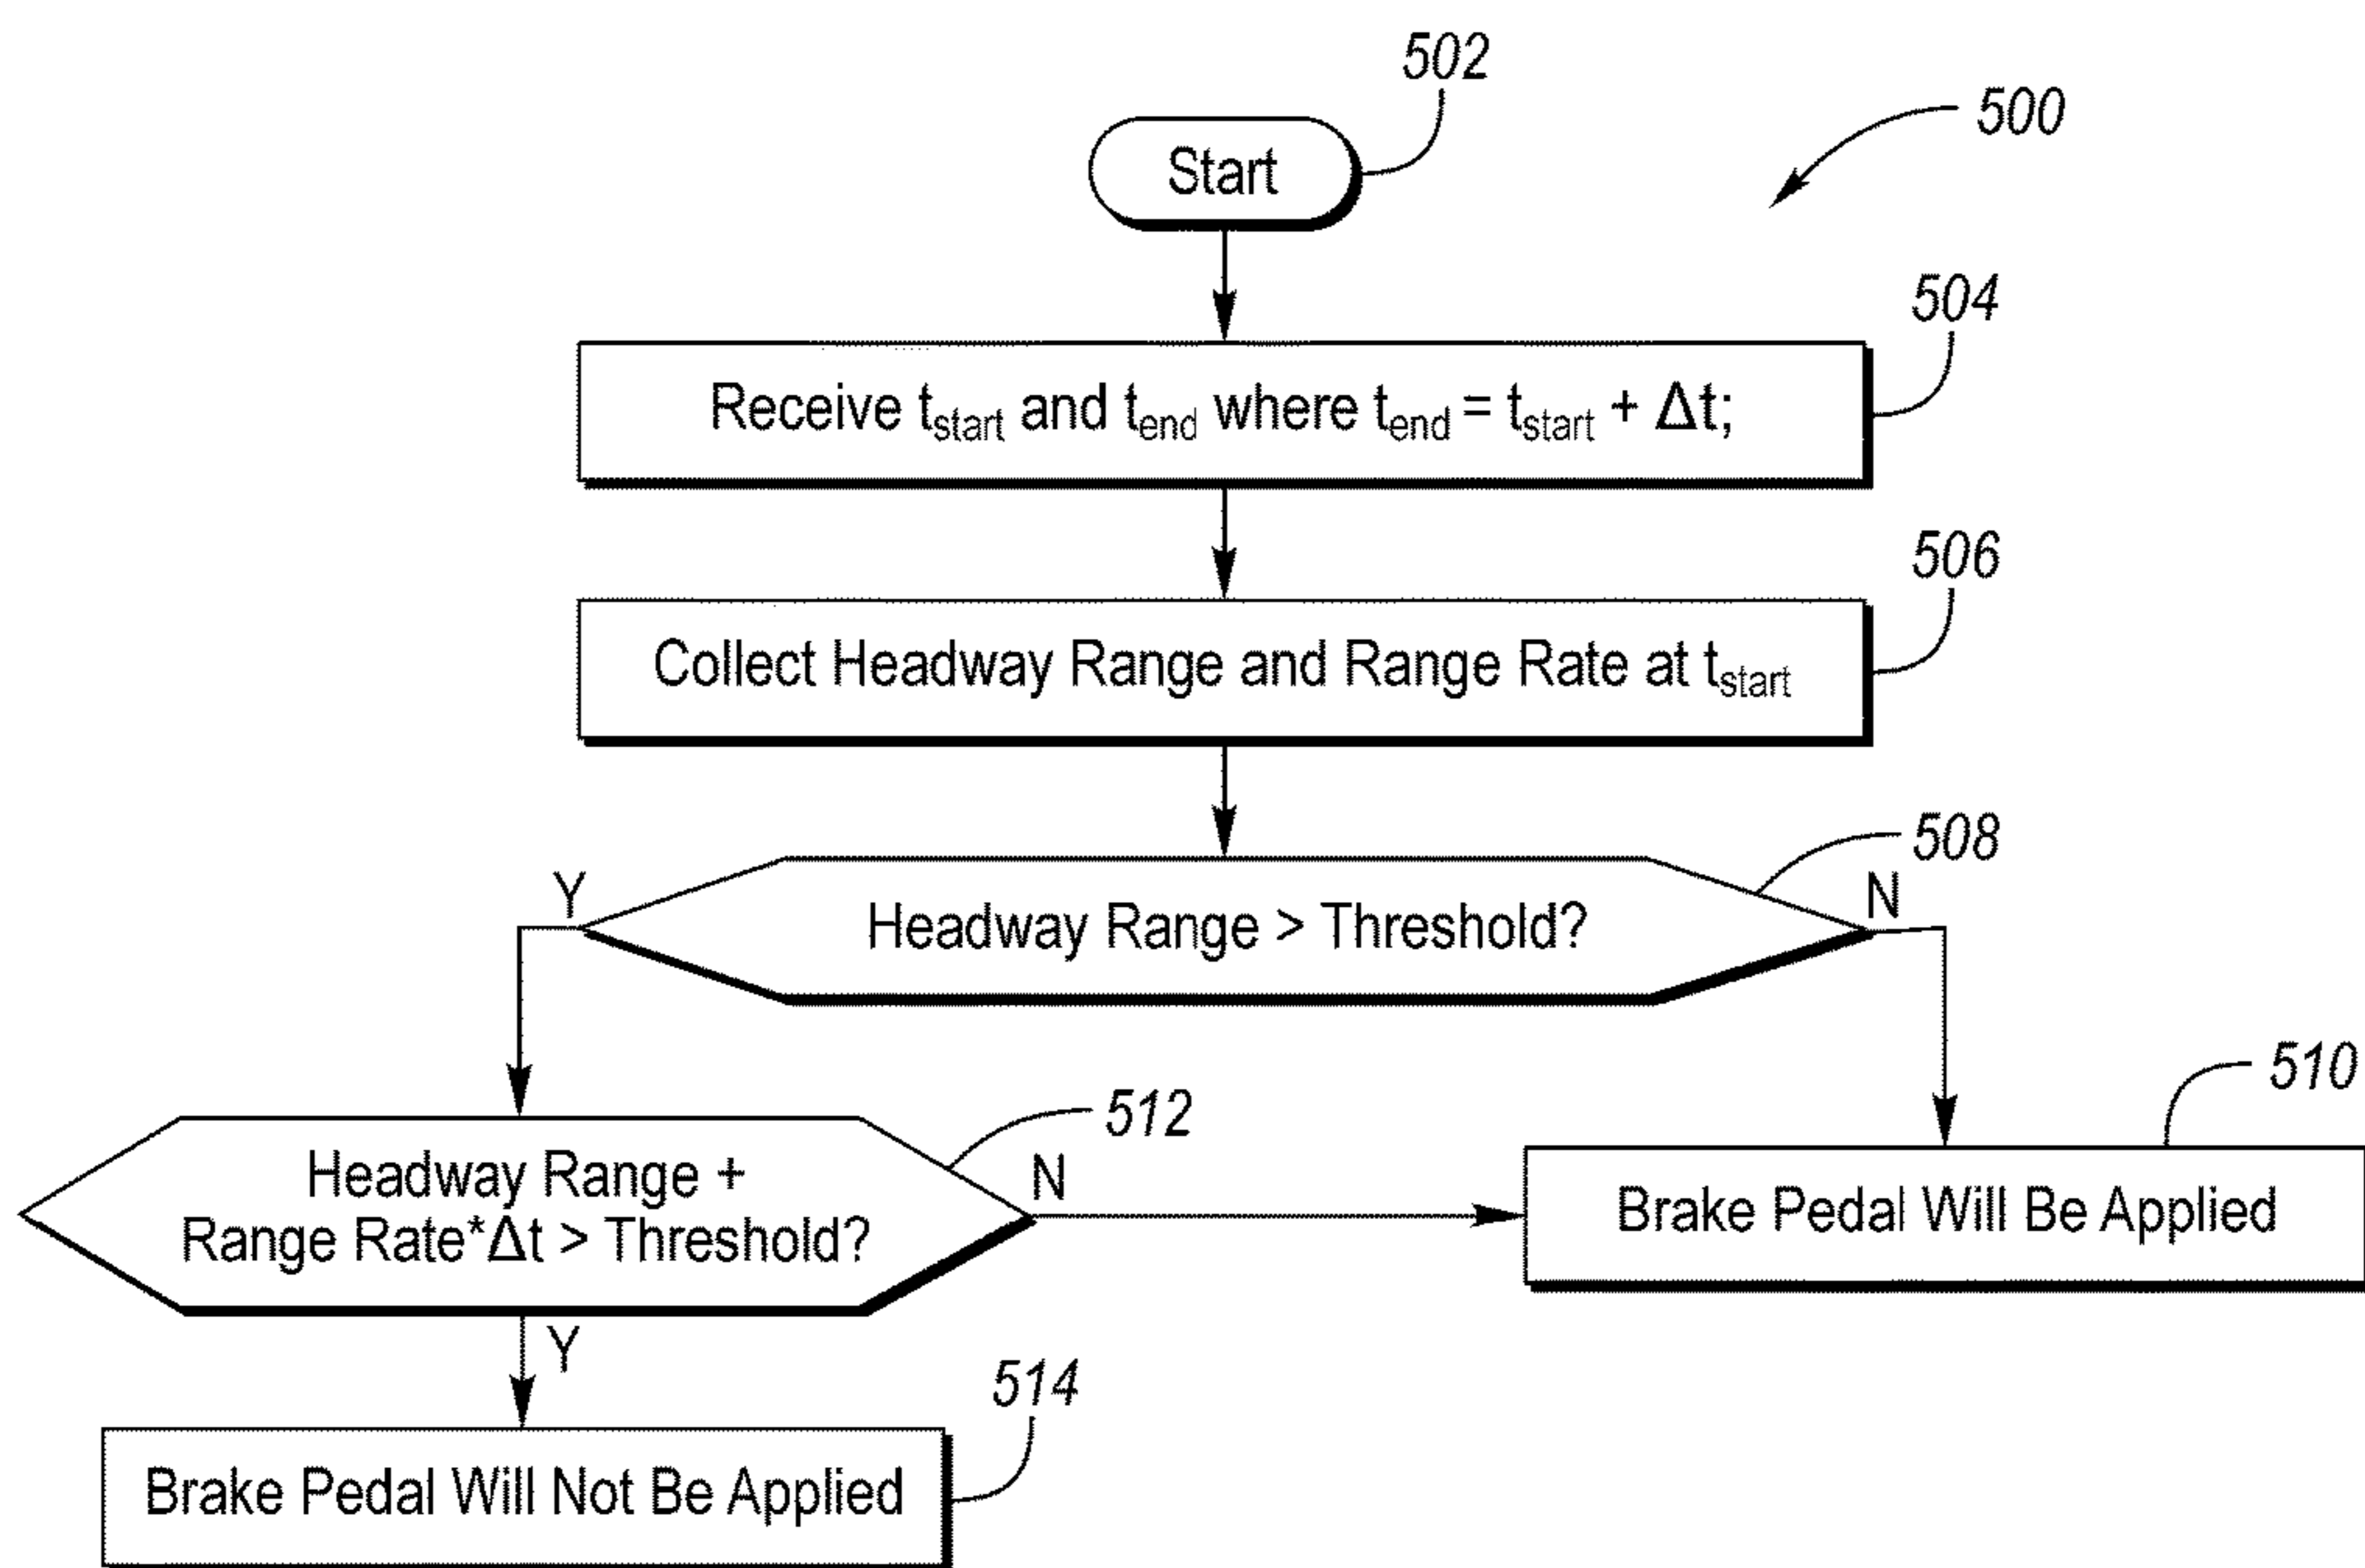 502
500
Start
504
Receive tstart and tend where tend = tstart + Δt;
506
Collect Headway Range and Range Rate at tstart
508
Y
N
Headway Range > Threshold?
510
512
Headway Range +
Range Rate*Δt > Threshold?
N
Brake Pedal Will Be Applied
Y
514
Brake Pedal Will Not Be Applied